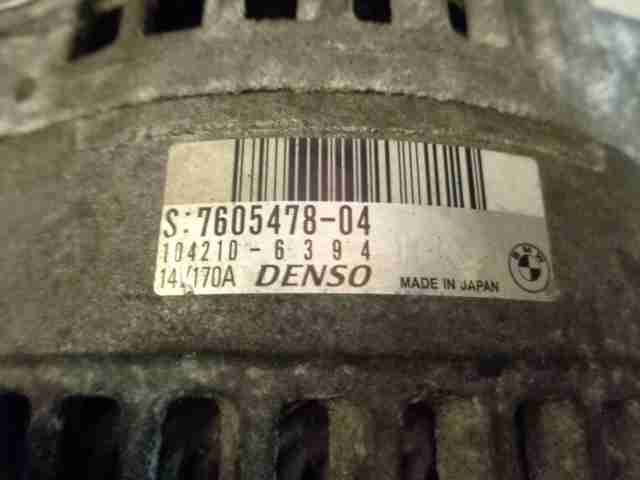 S:7605478-04
104210-6394
14V170A DENSO MADE IN JAPAN
BMW